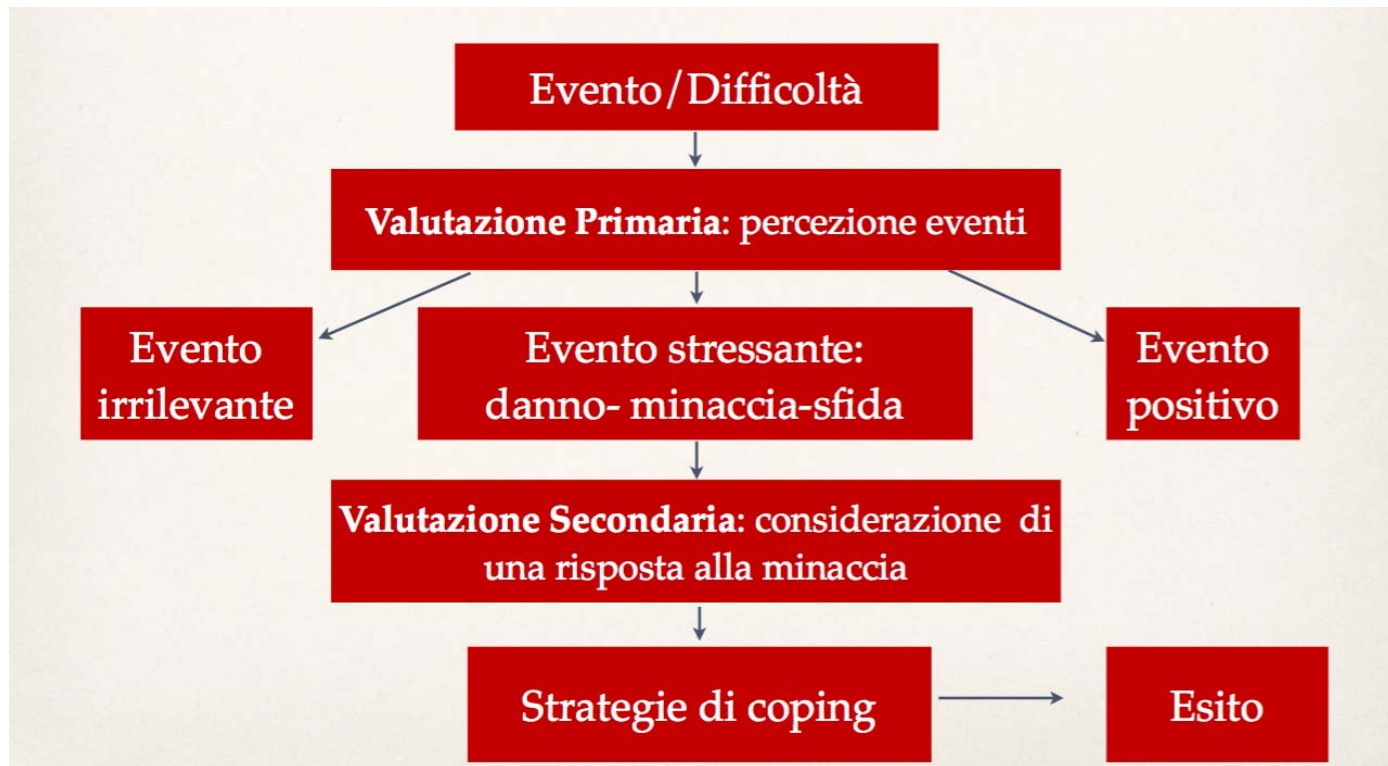 Evento/Difficoltà
Valutazione Primaria: percezione eventi
Evento
irrilevante
Evento stressante:
danno- minaccia-sfida
Evento
positivo
Valutazione Secondaria: considerazione di
una risposta alla minaccia
Strategie di coping
Esito